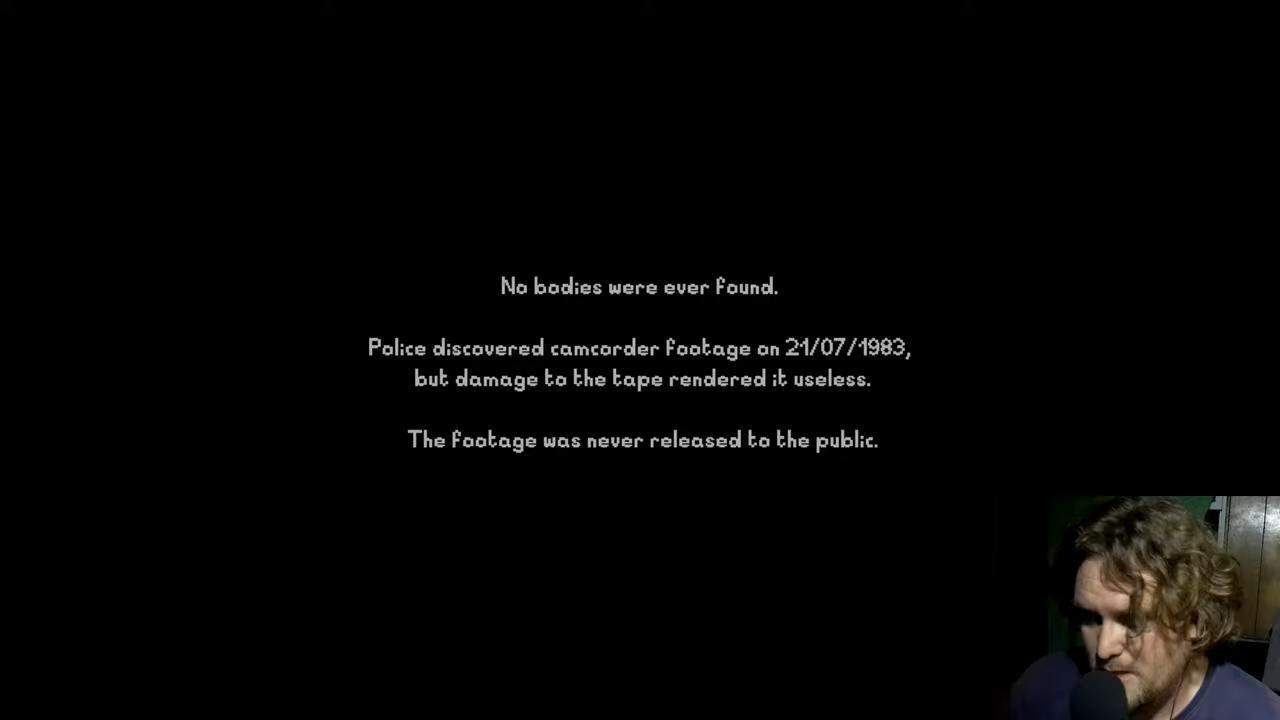 No bodies were ever found.
Police discovered camcorder footage on 21/07/1983,
but damage to the tape rendered it useless.
The footage was never released to the public.